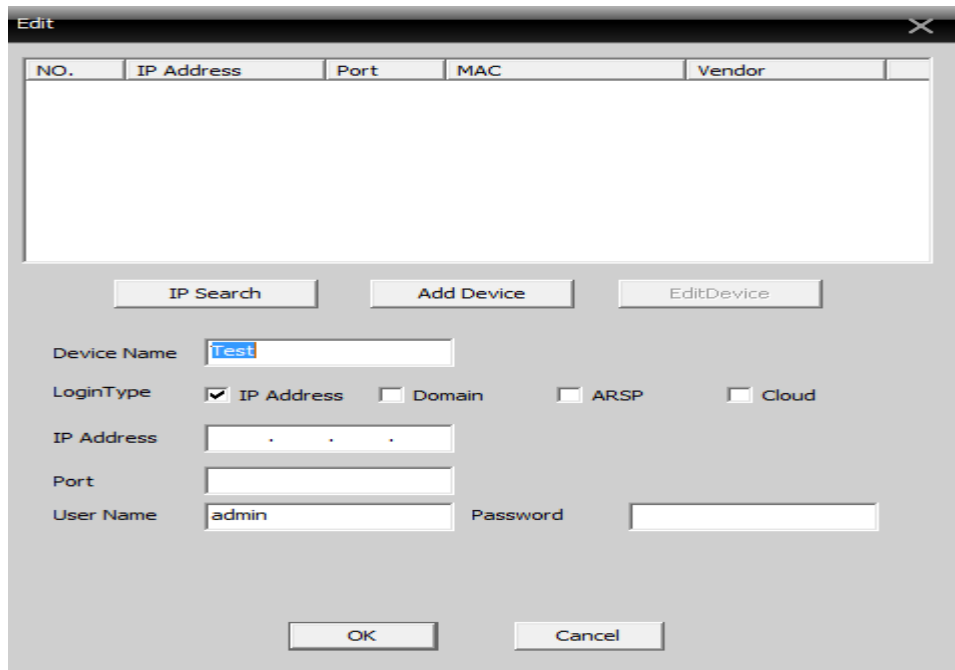 Edit
NO. IP Address Port MAC Vendor
IP Search Add Device EditDevice
Device Name Test
LoginType IP Address Domain ARSP Cloud
IP Address . . .
Port
User Name admin Password
OK Cancel